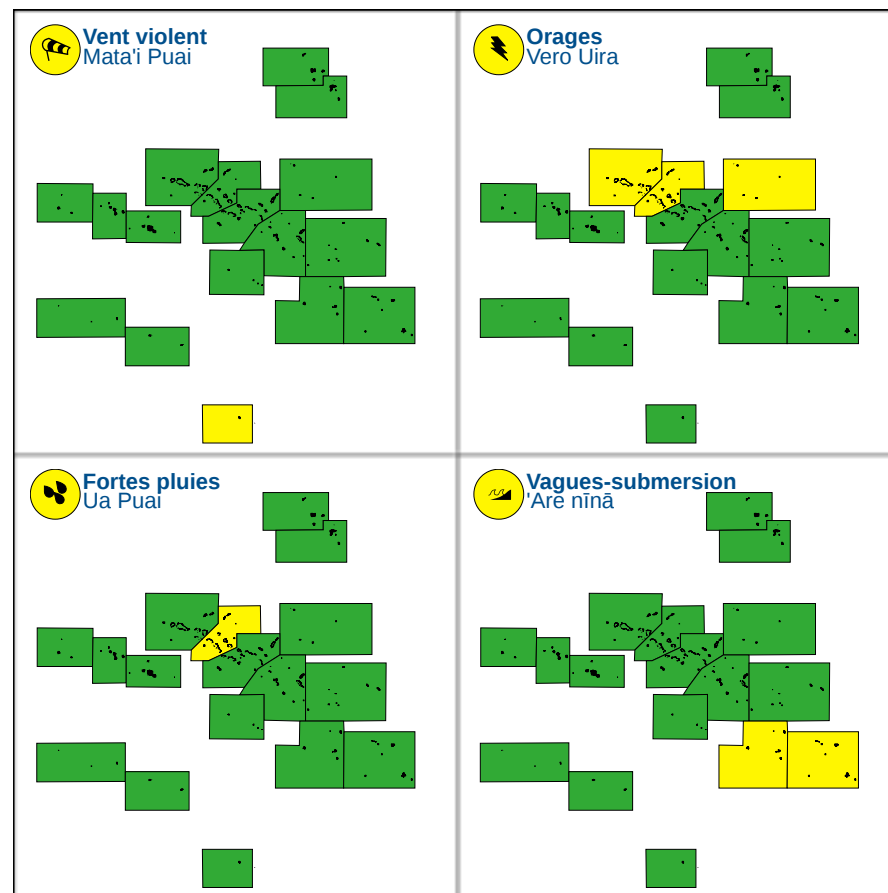 Vent violent
Mata'i Puai
Orages
Vero Uira
Fortes pluies
Ua Puai
Vagues-submersion
'Are nīnā